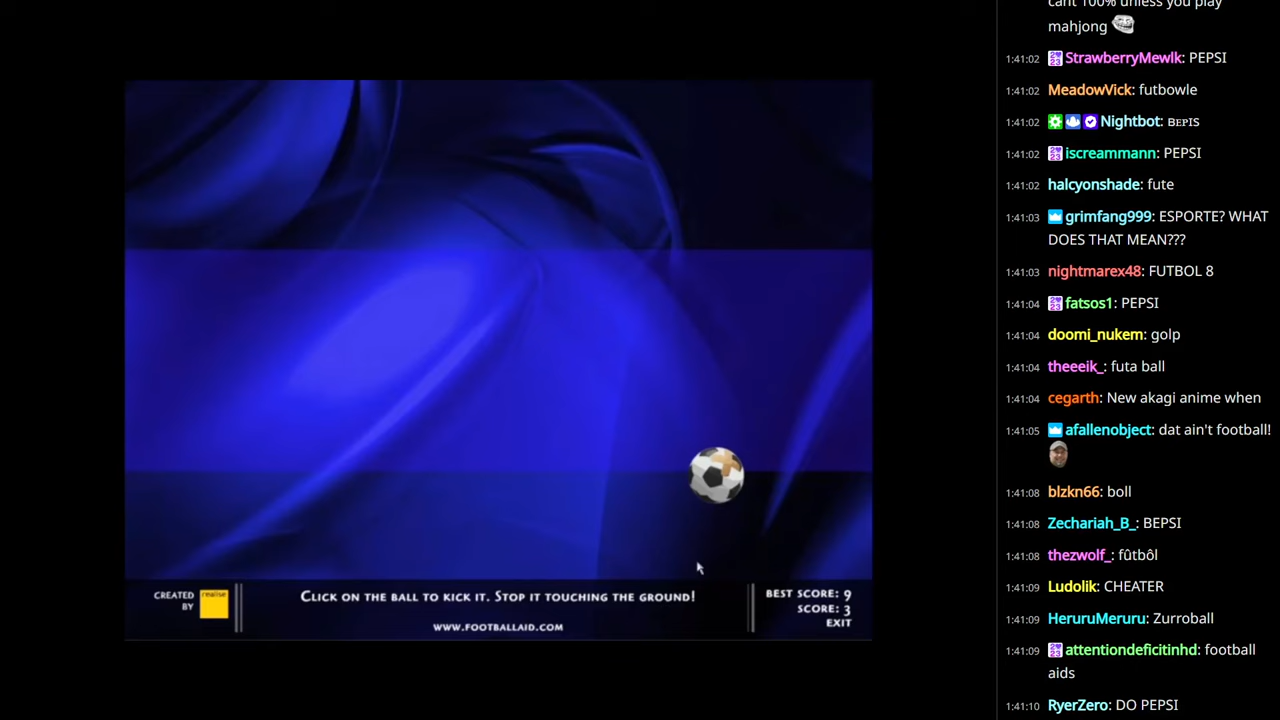 cant 100% unless you play
mahjong
1:41:02 StrawberryMewlk: PEPSI
1:41:02 MeadowVick: futbowle
1:41:02 Nightbot: ʙᴇᴘɪs
1:41:02 iscreammann: PEPSI
1:41:02 halcyonshade: fute
1:41:03 grimfang999: ESPORTE? WHAT
DOES THAT MEAN???
1:41:03 nightmarex48: FUTBOL 8
1:41:04 fatsos1: PEPSI
1:41:04 doomi_nukem: golp
1:41:04 theeeik_: futa ball
1:41:04 cegarth: New akagi anime when
1:41:05 afallenobject: dat ain't football!
1:41:08 blzkn66: boll
1:41:08 Zechariah_B_: BEPSI
1:41:08 thezwolf_: fûtbôl
1:41:09 Ludolik: CHEATER
1:41:09 HeruruMeruru: Zurroball
1:41:09 attentiondeficitinhd: football
aids
1:41:10 RyerZero: DO PEPSI
CREATED
BY
realise
CLICK ON THE BALL TO KICK IT. STOP IT TOUCHING THE GROUND!
WWW.FOOTBALLAID.COM
BEST SCORE: 9
SCORE: 3
EXIT